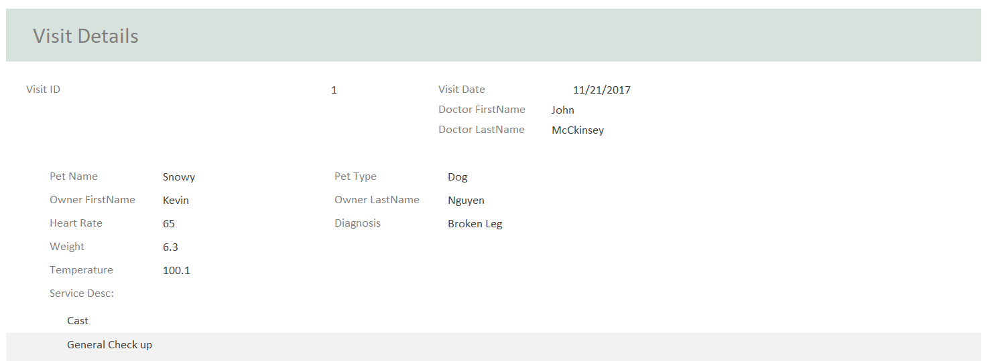 Visit Details
Visit ID 1 Visit Date 11/21/2017
Doctor FirstName John
Doctor LastName McCkinsey
Pet Name Snowy Pet Type Dog
Owner FirstName Kevin Owner LastName Nguyen
Heart Rate 65 Diagnosis Broken Leg
Weight 6.3
Temperature 100.1
Service Desc:
Cast
General Check up